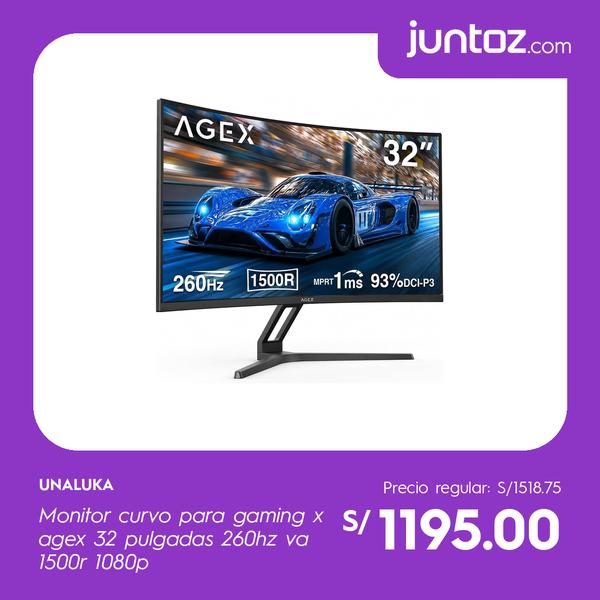 juntoz.com
AGEX
32"
260Hz 1500R MPRT 1ms 93% DCI-P3
AGEX
UNALUKA
Precio regular: S/1518.75
Monitor curvo para gaming x
agex 32 pulgadas 260hz va
1500r 1080p
S/ 1195.00